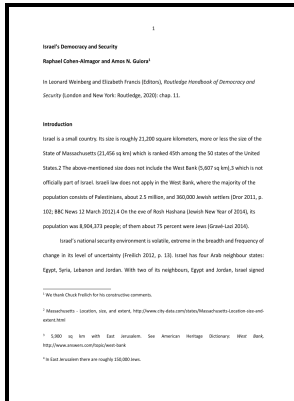 1
Israel's Democracy and Security
Raphael Cohen-Almagor and Amos N. Guiora1
In Leonard Weinberg and Elizabeth Francis (Editors), Routledge Handbook of Democracy and
Security (London and New York: Routledge, 2020): chap. 11.
Introduction
Israel is a small country. Its size is roughly 21,200 square kilometers, more or less the size of the
State of Massachusetts (21,456 sq km) which is ranked 45th among the 50 states of the United
States.2 The above-mentioned size does not include the West Bank (5,607 sq km),3 which is not
officially part of Israel. Israeli law does not apply in the West Bank, where the majority of the
population consists of Palestinians, about 2.5 million, and 360,000 Jewish settlers (Dror 2011, p.
102; BBC News 12 March 2012).4 On the eve of Rosh Hashana (Jewish New Year of 2014), its
population was 8,904,373 people; of them about 75 percent were Jews (Gravé-Lazi 2014).
Israel's national security environment is volatile, extreme in the breadth and frequency of
change in its level of uncertainty (Freilich 2012, p. 13). Israel has four Arab neighbour states:
Egypt, Syria, Lebanon and Jordan. With two of its neighbours, Egypt and Jordan, Israel signed
1 We thank Chuck Freilich for his constructive comments.
2 Massachusetts - Location, size, and extent, http://www.city-data.com/states/Massachusetts-Location-size-and-
extent.html
3 5,900 sq km with East Jerusalem. See American Heritage Dictionary: West Bank,
http://www.answers.com/topic/west-bank
4 In East Jerusalem there are roughly 150,000 Jews.